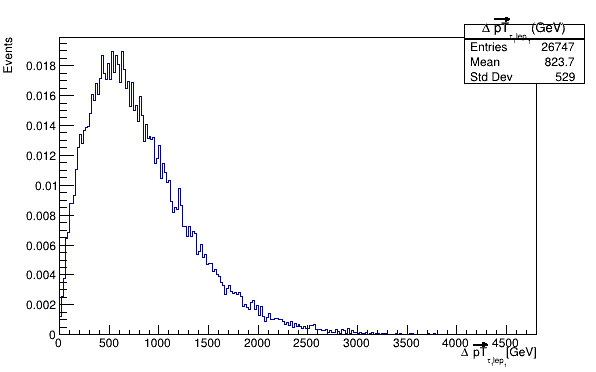 Δ pT τ₁lep₁ (GeV)
Entries 26747
Mean 823.7
Std Dev 529
Events
0.018
0.016
0.014
0.012
0.01
0.008
0.006
0.004
0.002
0
0 500 1000 1500 2000 2500 3000 3500 4000 4500
Δ pT τ₁lep₁ [GeV]